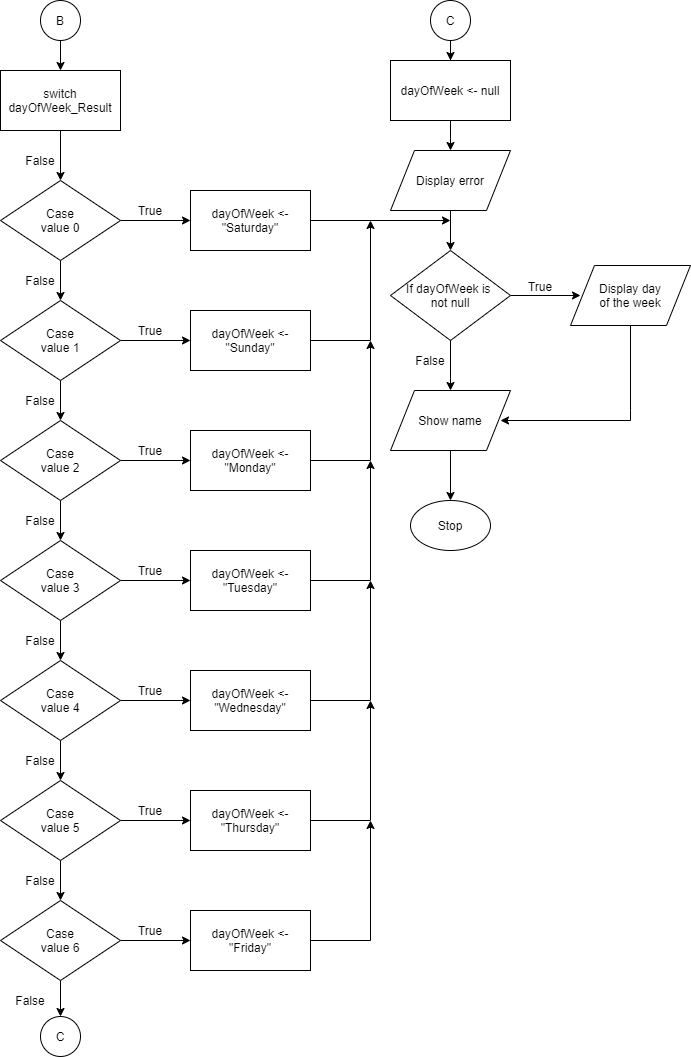 B
switch
dayOfWeek_Result
False
Case
value 0
True
dayOfWeek <-
"Saturday"
False
Case
value 1
True
dayOfWeek <-
"Sunday"
False
Case
value 2
True
dayOfWeek <-
"Monday"
False
Case
value 3
True
dayOfWeek <-
"Tuesday"
False
Case
value 4
True
dayOfWeek <-
"Wednesday"
False
Case
value 5
True
dayOfWeek <-
"Thursday"
False
Case
value 6
True
dayOfWeek <-
"Friday"
False
C
C
dayOfWeek <- null
Display error
If dayOfWeek is
not null
True
Display day
of the week
False
Show name
Stop